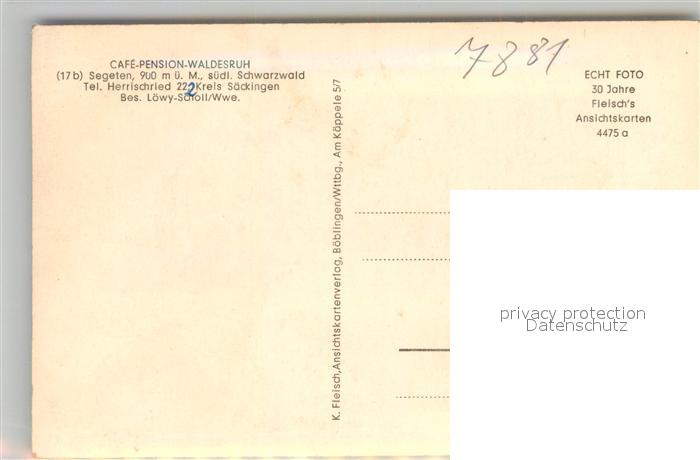 CAFÉ-PENSION-WALDESRUH
(17b) Segeten, 900 m ü. M., südl. Schwarzwald
Tel. Herrischried 222 Kreis Säckingen
Bes. Löwy-Scholl/Wwe.
7881
ECHT FOTO
30 Jahre
Fleisch's
Ansichtskarten
4475 a
K. Fleisch, Ansichtskartenverlag, Böblingen/Wttbg., Am Käppele 5/7
privacy protection
Datenschutz